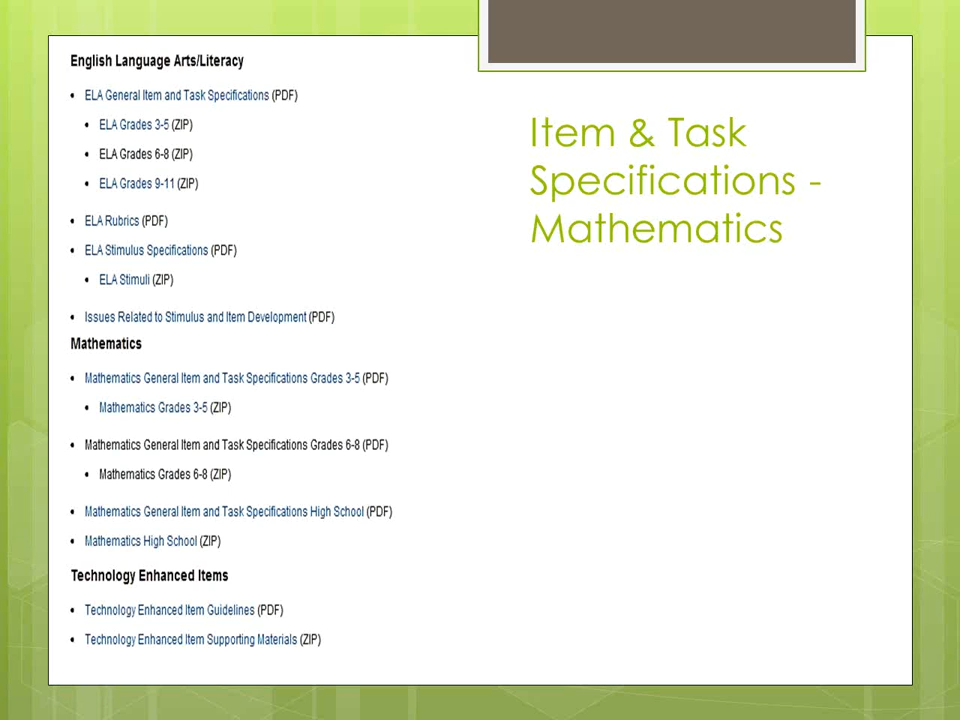 English Language Arts/Literacy
• ELA General Item and Task Specifications (PDF)
• ELA Grades 3-5 (ZIP)
• ELA Grades 6-8 (ZIP)
• ELA Grades 9-11 (ZIP)
• ELA Rubrics (PDF)
• ELA Stimulus Specifications (PDF)
• ELA Stimuli (ZIP)
• Issues Related to Stimulus and Item Development (PDF)
Mathematics
• Mathematics General Item and Task Specifications Grades 3-5 (PDF)
• Mathematics Grades 3-5 (ZIP)
• Mathematics General Item and Task Specifications Grades 6-8 (PDF)
• Mathematics Grades 6-8 (ZIP)
• Mathematics General Item and Task Specifications High School (PDF)
• Mathematics High School (ZIP)
Technology Enhanced Items
• Technology Enhanced Item Guidelines (PDF)
• Technology Enhanced Item Supporting Materials (ZIP)
Item & Task
Specifications -
Mathematics